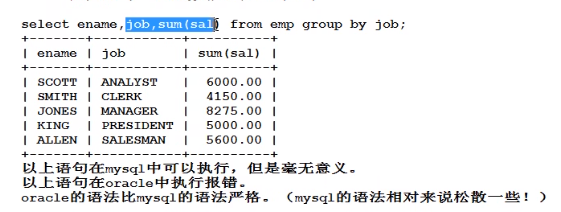 select ename,job,sum(sal) from emp group by job;
+-------+-----------+----------+
| ename | job       | sum(sal) |
+-------+-----------+----------+
| SCOTT | ANALYST   |  6000.00 |
| SMITH | CLERK     |  4150.00 |
| JONES | MANAGER   |  8275.00 |
| KING  | PRESIDENT |  5000.00 |
| ALLEN | SALESMAN  |  5600.00 |
+-------+-----------+----------+
以上语句在mysql中可以执行，但是毫无意义。
以上语句在oracle中执行报错。
oracle的语法比mysql的语法严格。（mysql的语法相对来说松散一些！）